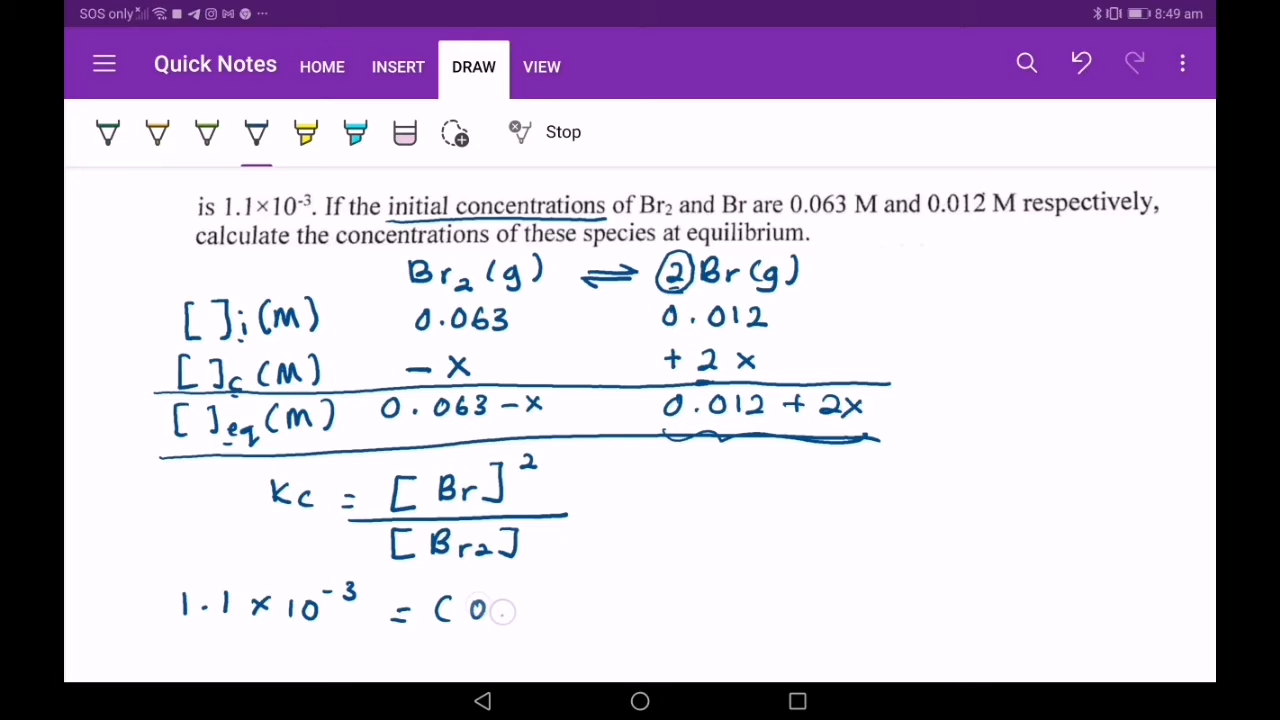 SOS only 8:49 am
Quick Notes HOME INSERT DRAW VIEW
Stop
is 1.1×10⁻³. If the initial concentrations of Br₂ and Br are 0.063 M and 0.012 M respectively,
calculate the concentrations of these species at equilibrium.
Br₂(g) ⇌ 2Br(g)
[ ]i(M) 0.063 0.012
[ ]c(M) - x + 2x
[ ]eq(M) 0.063 - x 0.012 + 2x
Kc = [Br]²
[Br₂]
1.1 × 10⁻³ = (0.